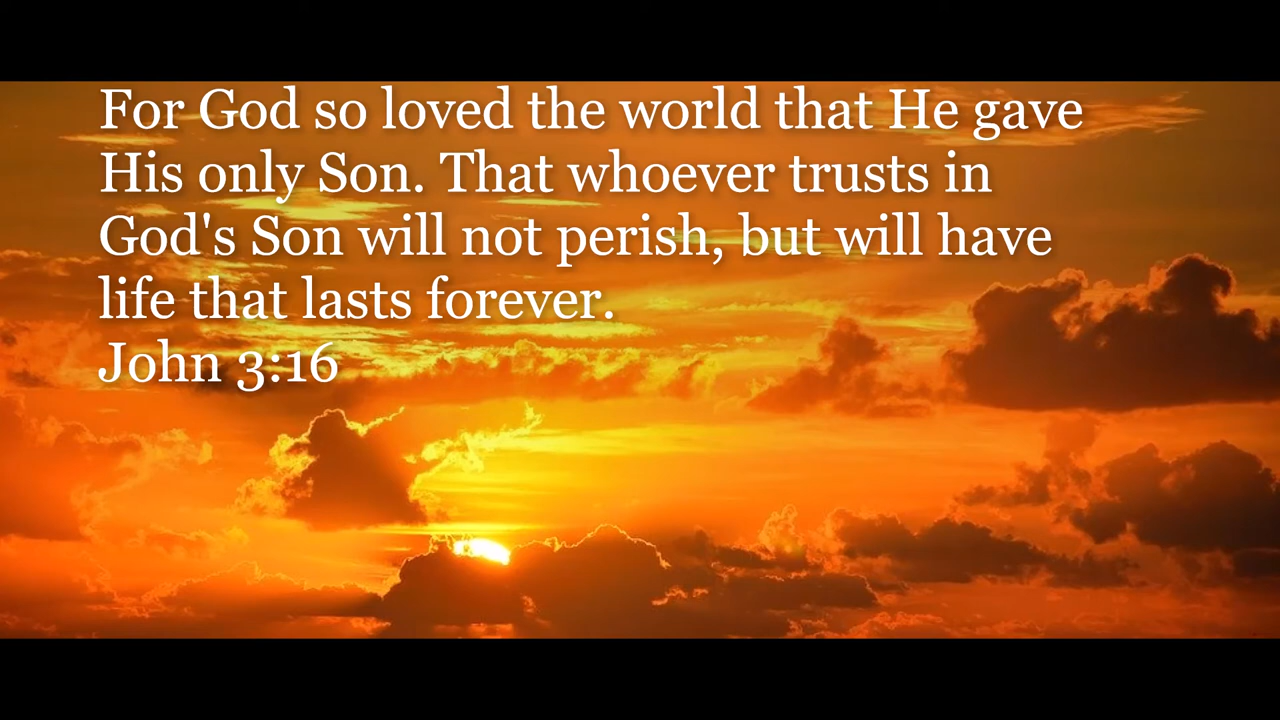 For God so loved the world that He gave
His only Son. That whoever trusts in
God's Son will not perish, but will have
life that lasts forever.
John 3:16